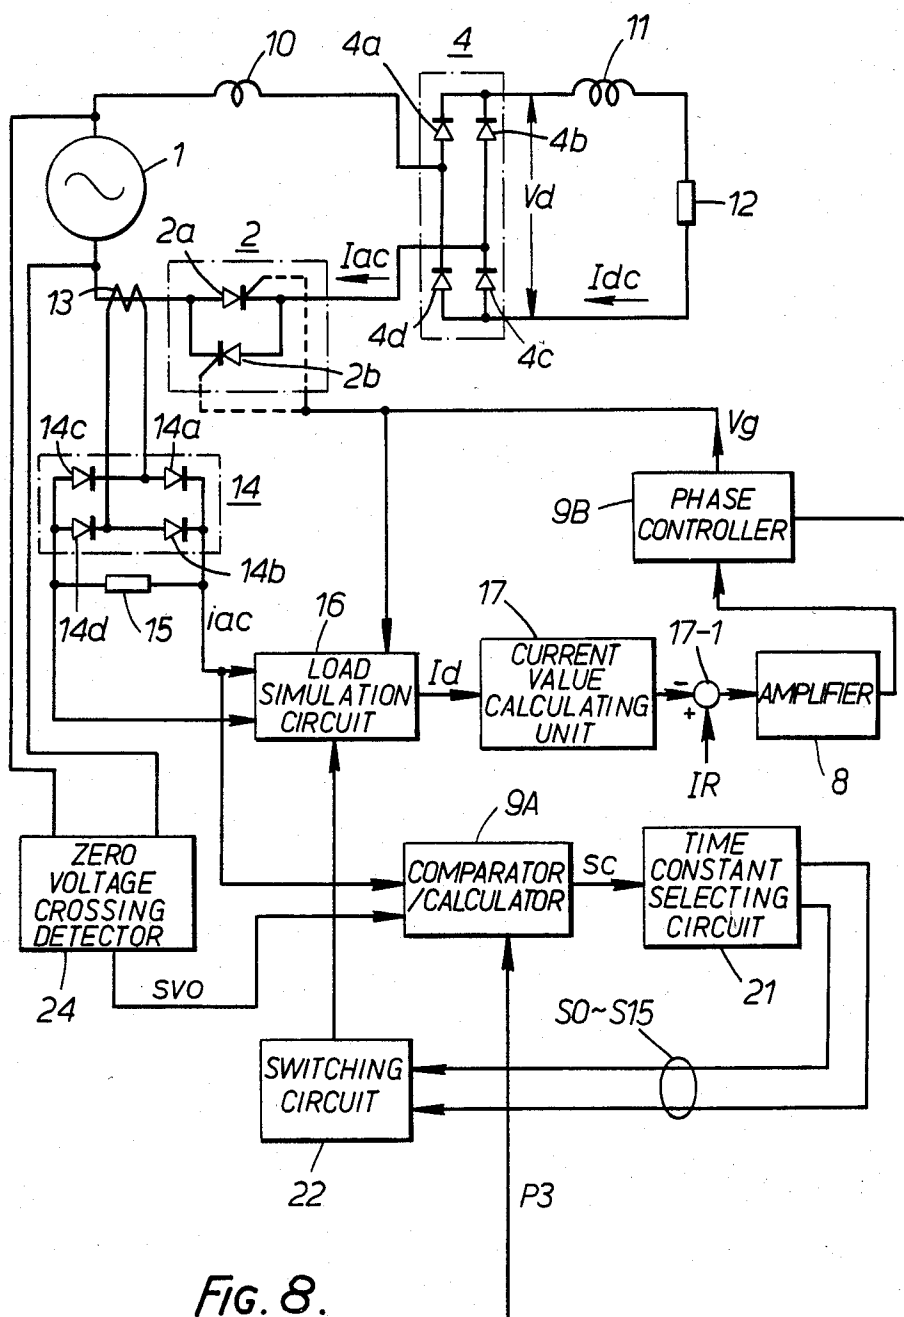 10
4a
4
11
1
4b
Vd
12
2a
2
Iac
Idc
13
4d
4c
2b
14c
14a
14
Vg
9B
PHASE
CONTROLLER
14b
14d
15
iac
16
17
17-1
LOAD
SIMULATION
CIRCUIT
Id
CURRENT
VALUE
CALCULATING
UNIT
-
+
AMPLIFIER
IR
8
9A
ZERO
VOLTAGE
CROSSING
DETECTOR
COMPARATOR
/CALCULATOR
SC
TIME
CONSTANT
SELECTING
CIRCUIT
24
SVO
21
S0~S15
SWITCHING
CIRCUIT
22
P3
FIG. 8.